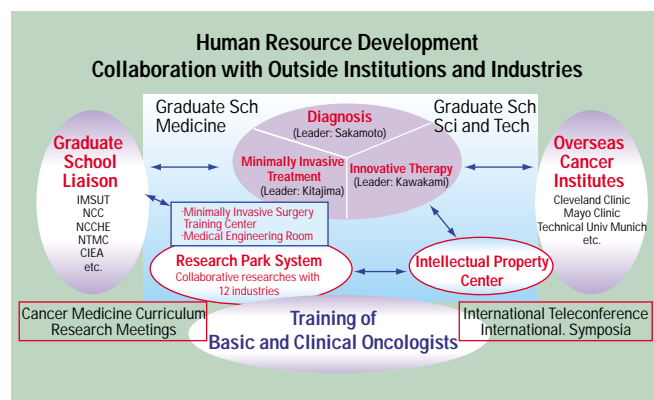 Human Resource Development
Collaboration with Outside Institutions and Industries
Graduate Sch
Medicine
Diagnosis
(Leader: Sakamoto)
Graduate Sch
Sci and Tech
Graduate
School
Liaison
IMSUT
NCC
NCCHE
NTMC
CIEA
etc.
Minimally Invasive
Treatment
(Leader: Kitajima)
Innovative Therapy
(Leader: Kawakami)
Overseas
Cancer
Institutes
Cleveland Clinic
Mayo Clinic
Technical Univ Munich
etc.
·Minimally Invasive Surgery
Training Center
·Medical Engineering Room
Research Park System
Collaborative researches with
12 industries
Intellectual Property
Center
Cancer Medicine Curriculum
Research Meetings
Training of
Basic and Clinical Oncologists
International Teleconference
International. Symposia